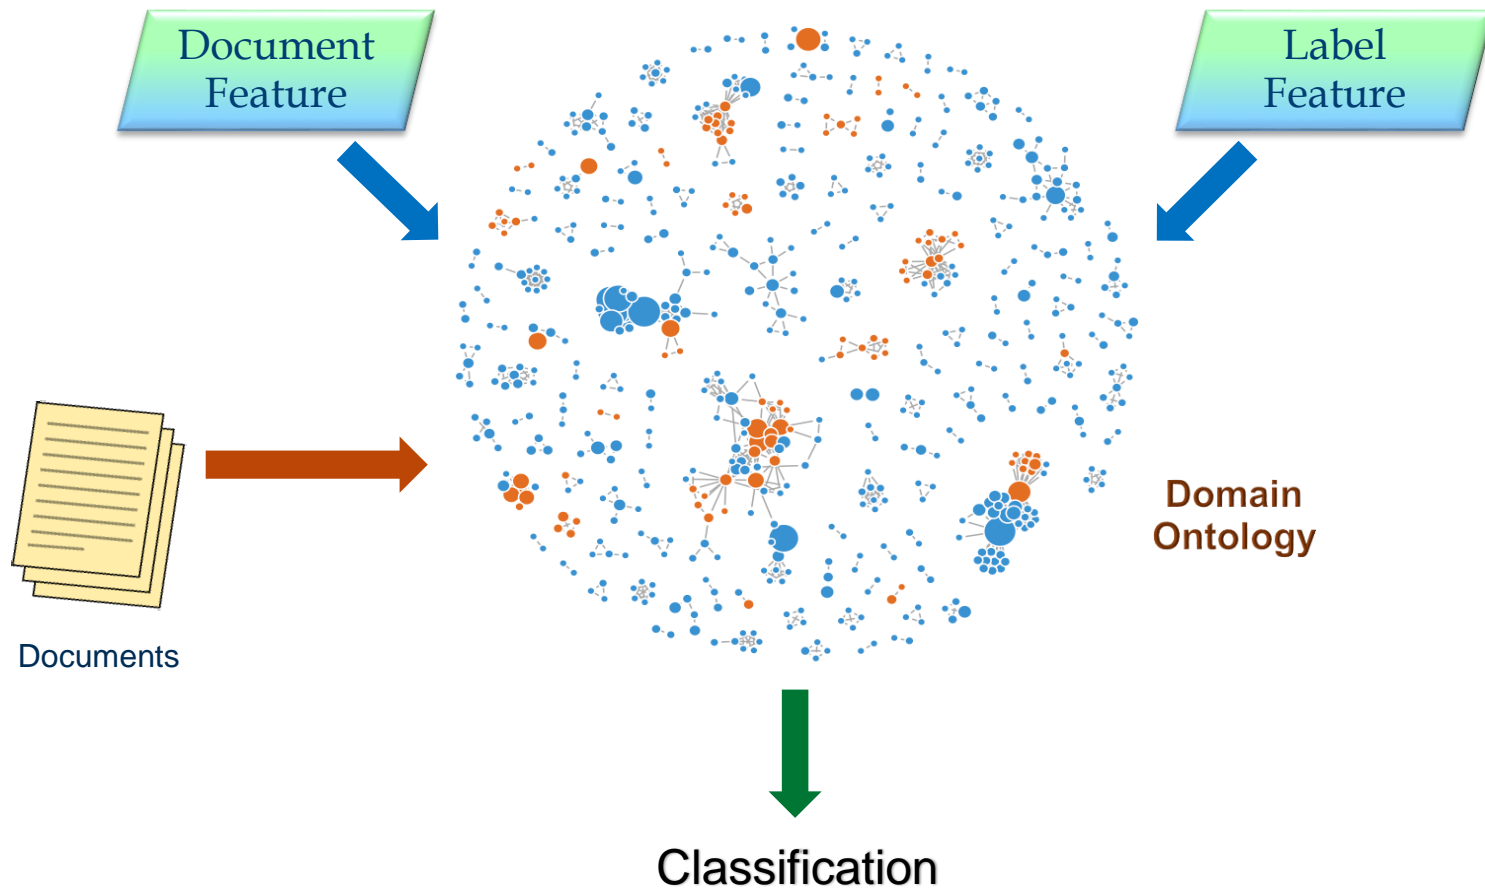 Document
Feature
Label
Feature
Domain
Ontology
Documents
Classification